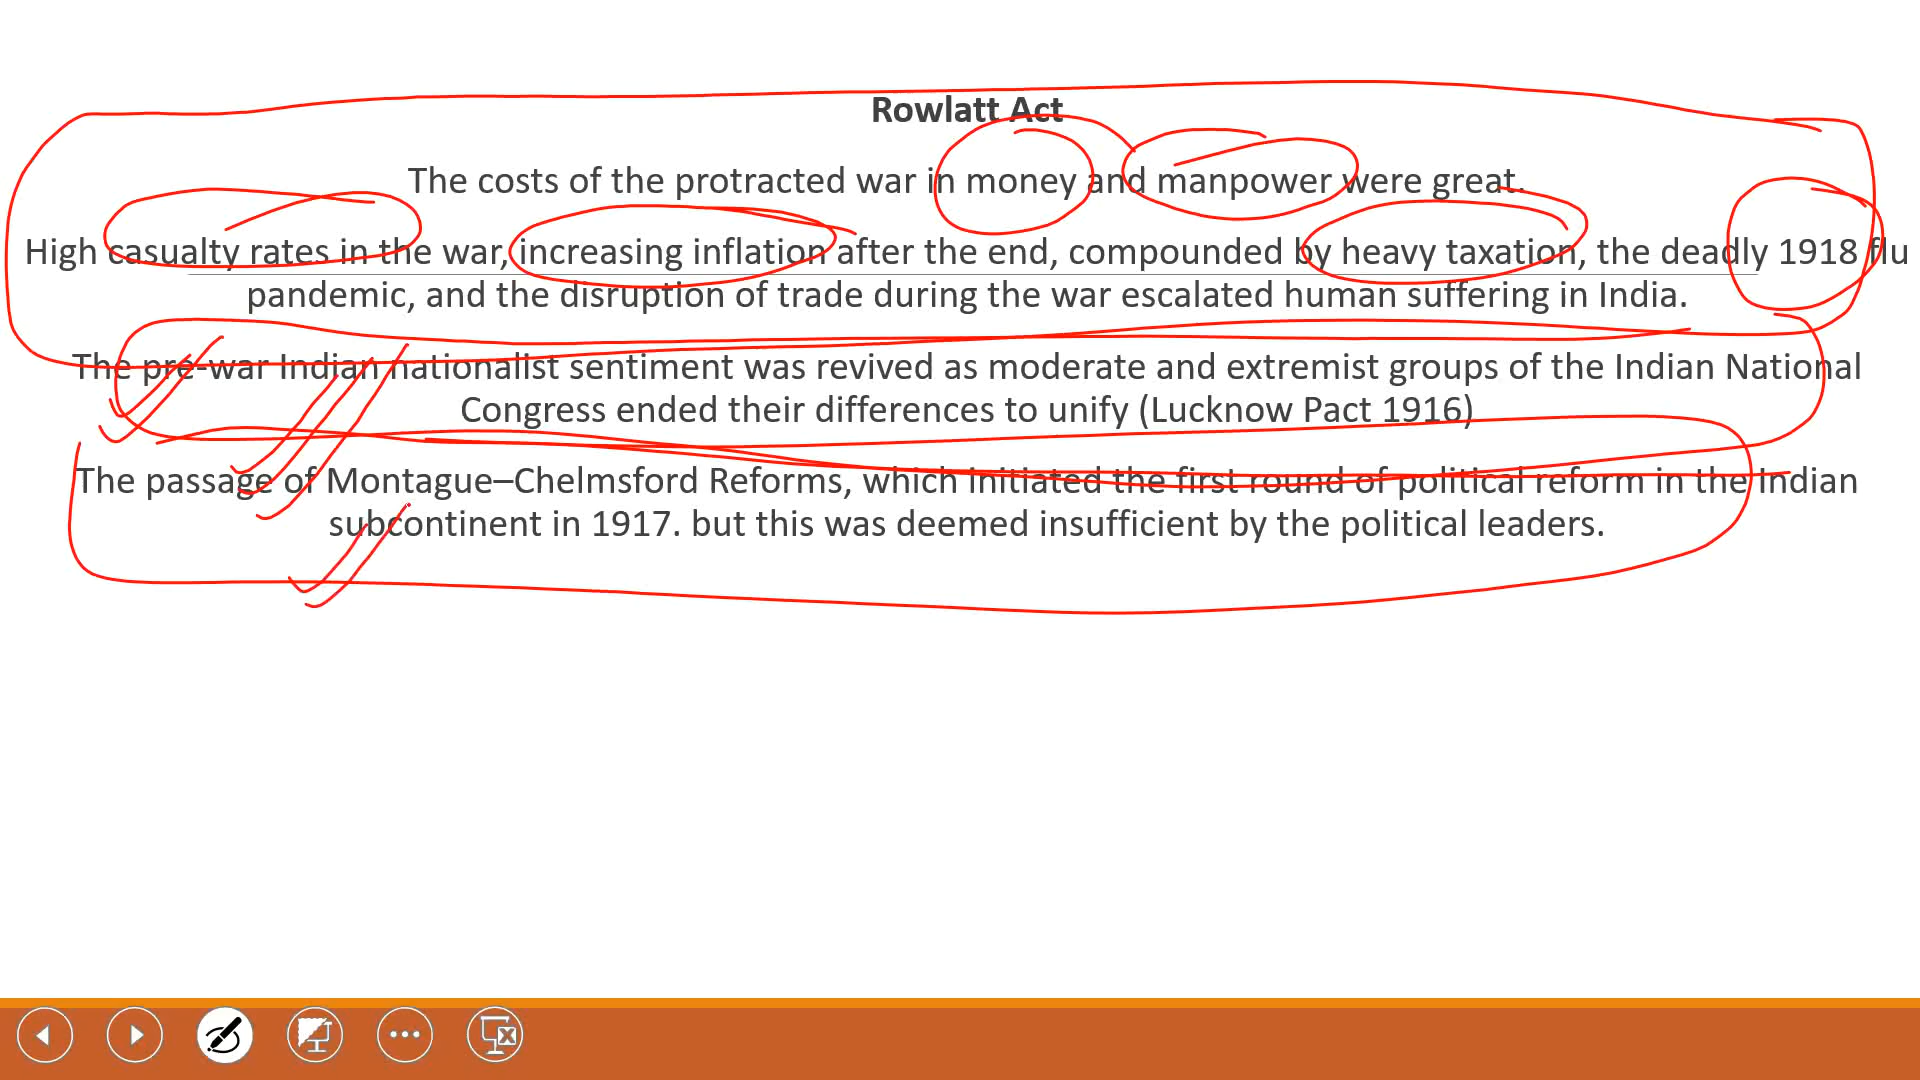 Rowlatt Act
The costs of the protracted war in money and manpower were great.
High casualty rates in the war, increasing inflation after the end, compounded by heavy taxation, the deadly 1918 flu
pandemic, and the disruption of trade during the war escalated human suffering in India.
The pre-war Indian nationalist sentiment was revived as moderate and extremist groups of the Indian National
Congress ended their differences to unify (Lucknow Pact 1916)
The passage of Montague–Chelmsford Reforms, which initiated the first round of political reform in the Indian
subcontinent in 1917. but this was deemed insufficient by the political leaders.